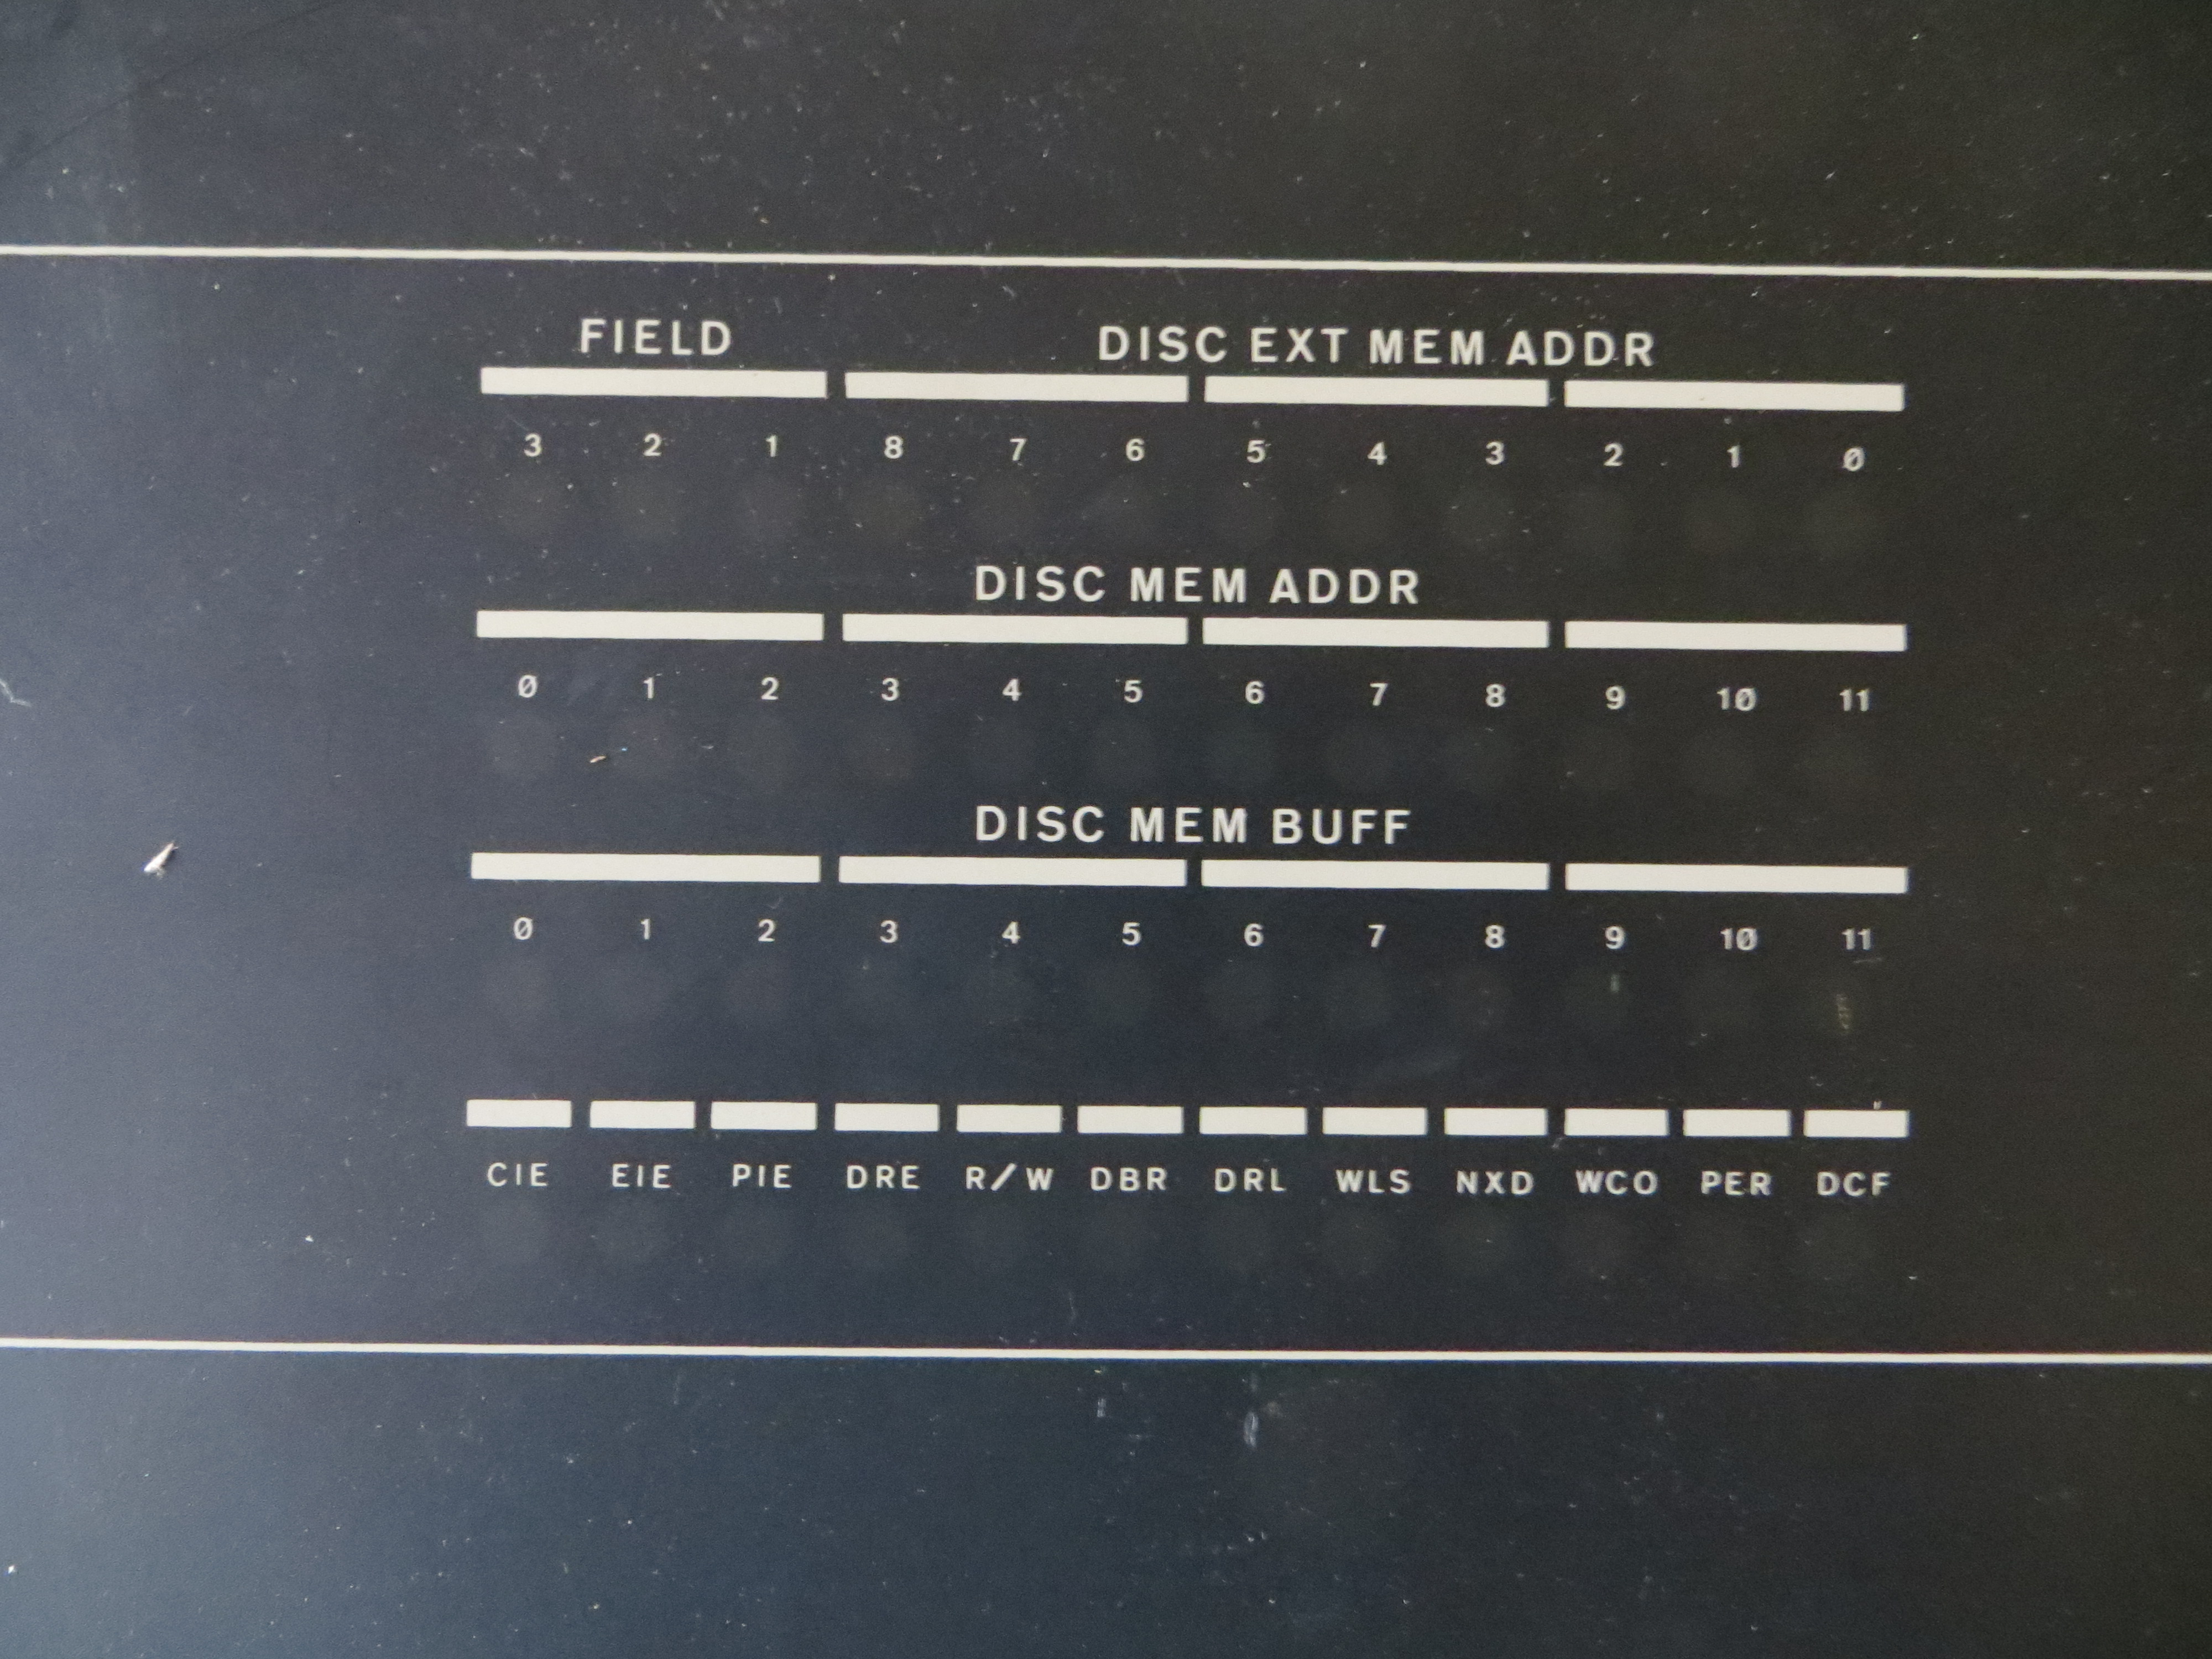 FIELD DISC EXT MEM ADDR
3 2 1 8 7 6 5 4 3 2 1 0
DISC MEM ADDR
0 1 2 3 4 5 6 7 8 9 10 11
DISC MEM BUFF
0 1 2 3 4 5 6 7 8 9 10 11
CIE EIE PIE DRE R/W DBR DRL WLS NXD WCO PER DCF